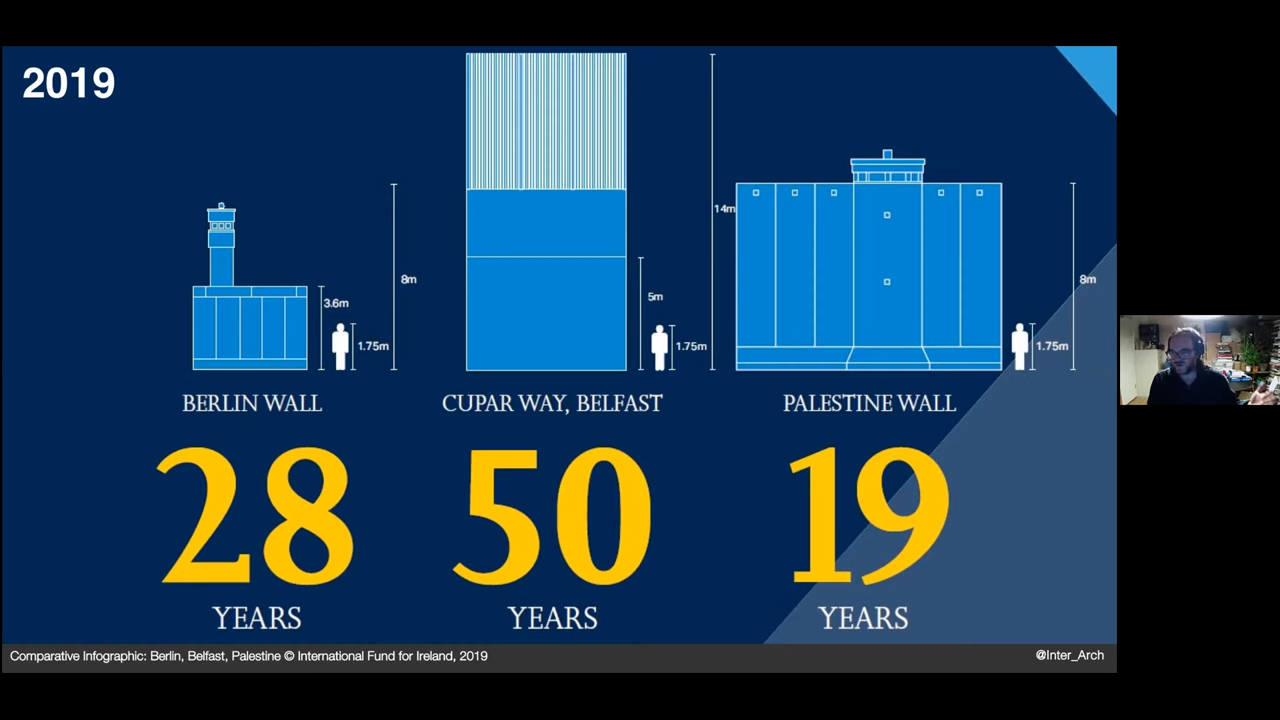 2019
14m
8m
3.6m
1.75m
5m
1.75m
8m
1.75m
BERLIN WALL
CUPAR WAY, BELFAST
PALESTINE WALL
28
50
19
YEARS
YEARS
YEARS
Comparative Infographic: Berlin, Belfast, Palestine © International Fund for Ireland, 2019
@Inter_Arch